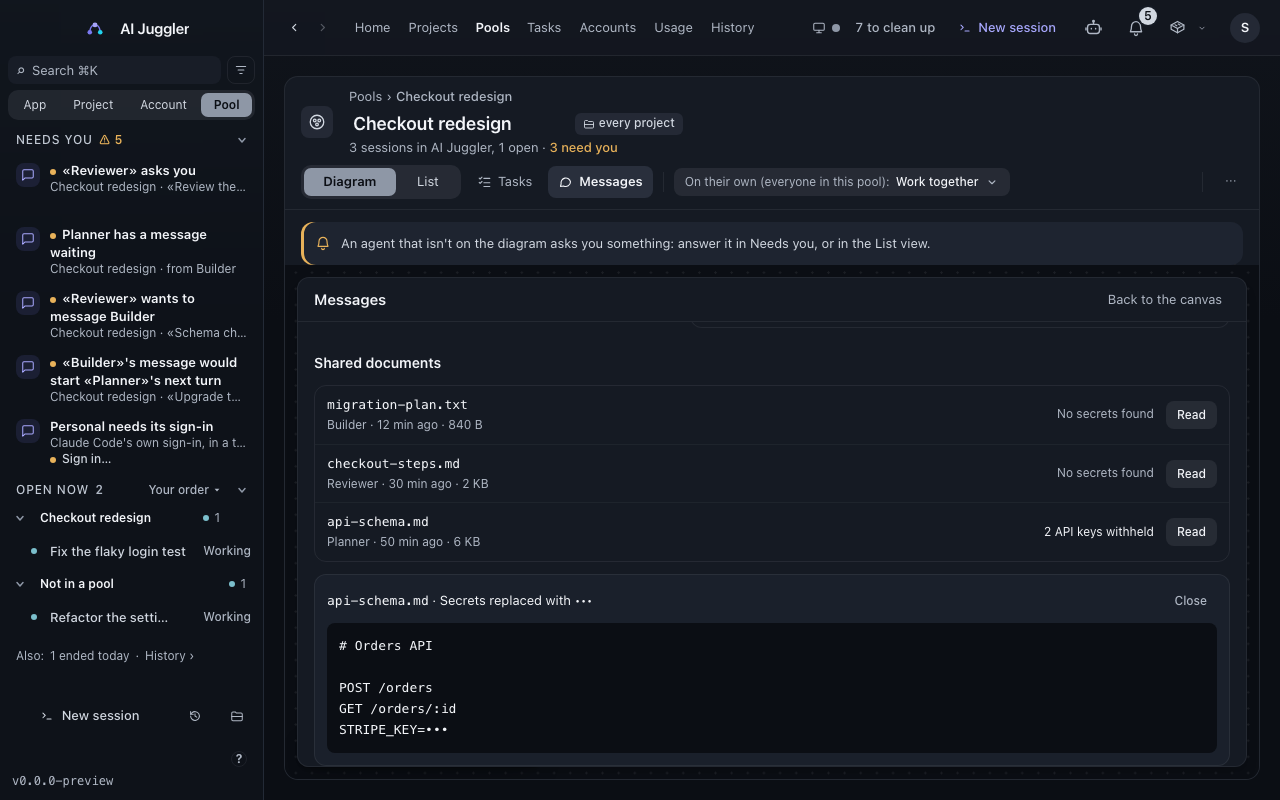 AI Juggler
Search ⌘K
App Project Account Pool
NEEDS YOU 5
«Reviewer» asks you
Checkout redesign · «Review the…
Planner has a message
waiting
Checkout redesign · from Builder
«Reviewer» wants to
message Builder
Checkout redesign · «Schema ch…
«Builder»'s message would
start «Planner»'s next turn
Checkout redesign · «Upgrade t…
Personal needs its sign-in
Claude Code's own sign-in, in a t…
Sign in…
OPEN NOW 2 Your order
Checkout redesign 1
Fix the flaky login test Working
Not in a pool 1
Refactor the setti… Working
Also: 1 ended today · History ›
New session
?
v0.0.0-preview
Home Projects Pools Tasks Accounts Usage History
7 to clean up
New session
5
S
Pools › Checkout redesign
Checkout redesign
every project
3 sessions in AI Juggler, 1 open · 3 need you
Diagram List Tasks Messages
On their own (everyone in this pool): Work together
…
An agent that isn't on the diagram asks you something: answer it in Needs you, or in the List view.
Messages
Back to the canvas
Shared documents
migration-plan.txt
Builder · 12 min ago · 840 B
No secrets found Read
checkout-steps.md
Reviewer · 30 min ago · 2 KB
No secrets found Read
api-schema.md
Planner · 50 min ago · 6 KB
2 API keys withheld Read
api-schema.md · Secrets replaced with •••
Close
# Orders API
POST /orders
GET /orders/:id
STRIPE_KEY=•••